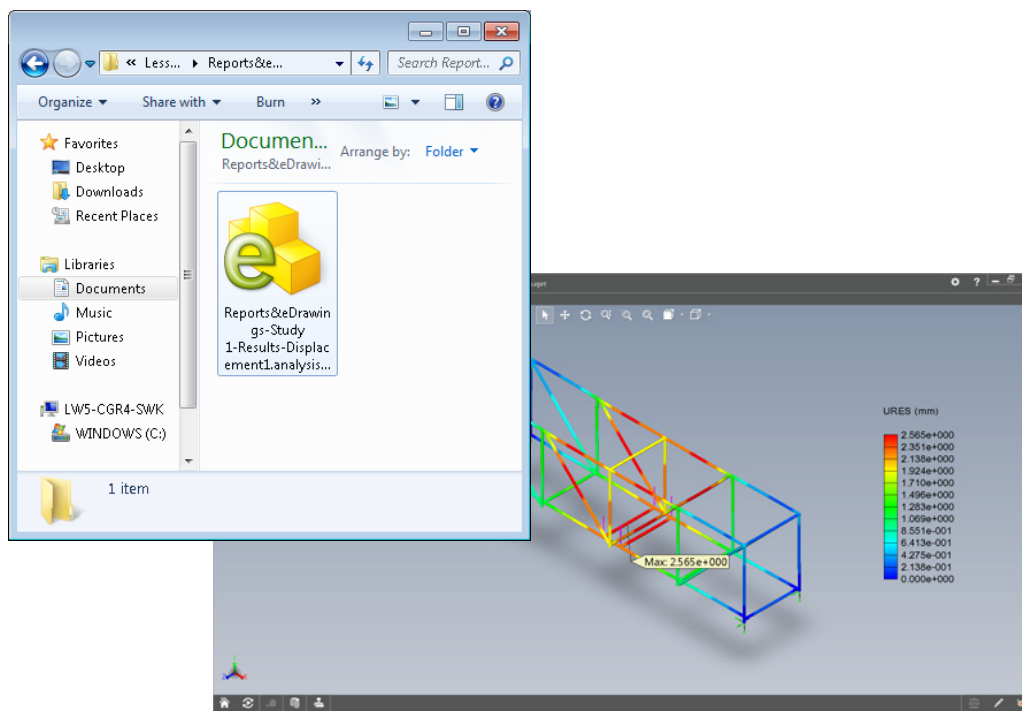 « Less... ▸ Reports&e...
Search Report...
Organize
Share with
Burn
»
Favorites
Desktop
Downloads
Recent Places
Libraries
Documents
Music
Pictures
Videos
LW5-CGR4-SWK
WINDOWS (C:)
Documen...
Reports&eDrawi...
Arrange by: Folder
Reports&eDrawin
gs-Study
1-Results-Displac
ement1.analysis...
1 item
URES (mm)
2.565e+000
2.351e+000
2.138e+000
1.924e+000
1.710e+000
1.496e+000
1.283e+000
1.069e+000
8.551e-001
6.413e-001
4.275e-001
2.138e-001
0.000e+000
Max: 2.565e+000